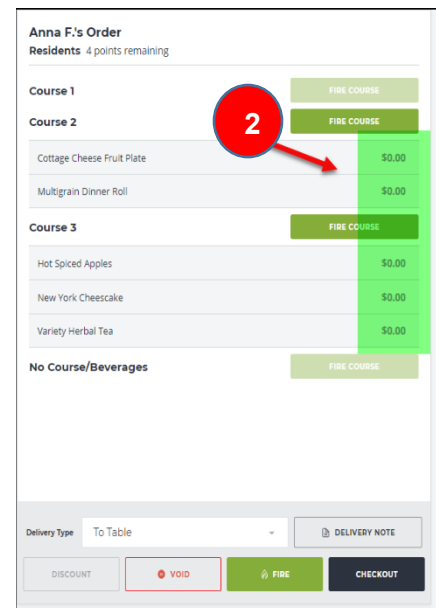 Anna F.'s Order
Residents 4 points remaining
Course 1 FIRE COURSE
Course 2 FIRE COURSE
2
Cottage Cheese Fruit Plate $0.00
Multigrain Dinner Roll $0.00
Course 3 FIRE COURSE
Hot Spiced Apples $0.00
New York Cheescake $0.00
Variety Herbal Tea $0.00
No Course/Beverages FIRE COURSE
Delivery Type To Table DELIVERY NOTE
DISCOUNT VOID FIRE CHECKOUT